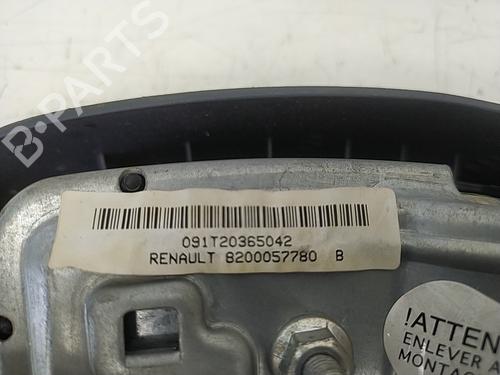 B-PARTS
091T20365042
RENAULT 8200057780 B
!ATTEN
ENLEVER A
MONTAG